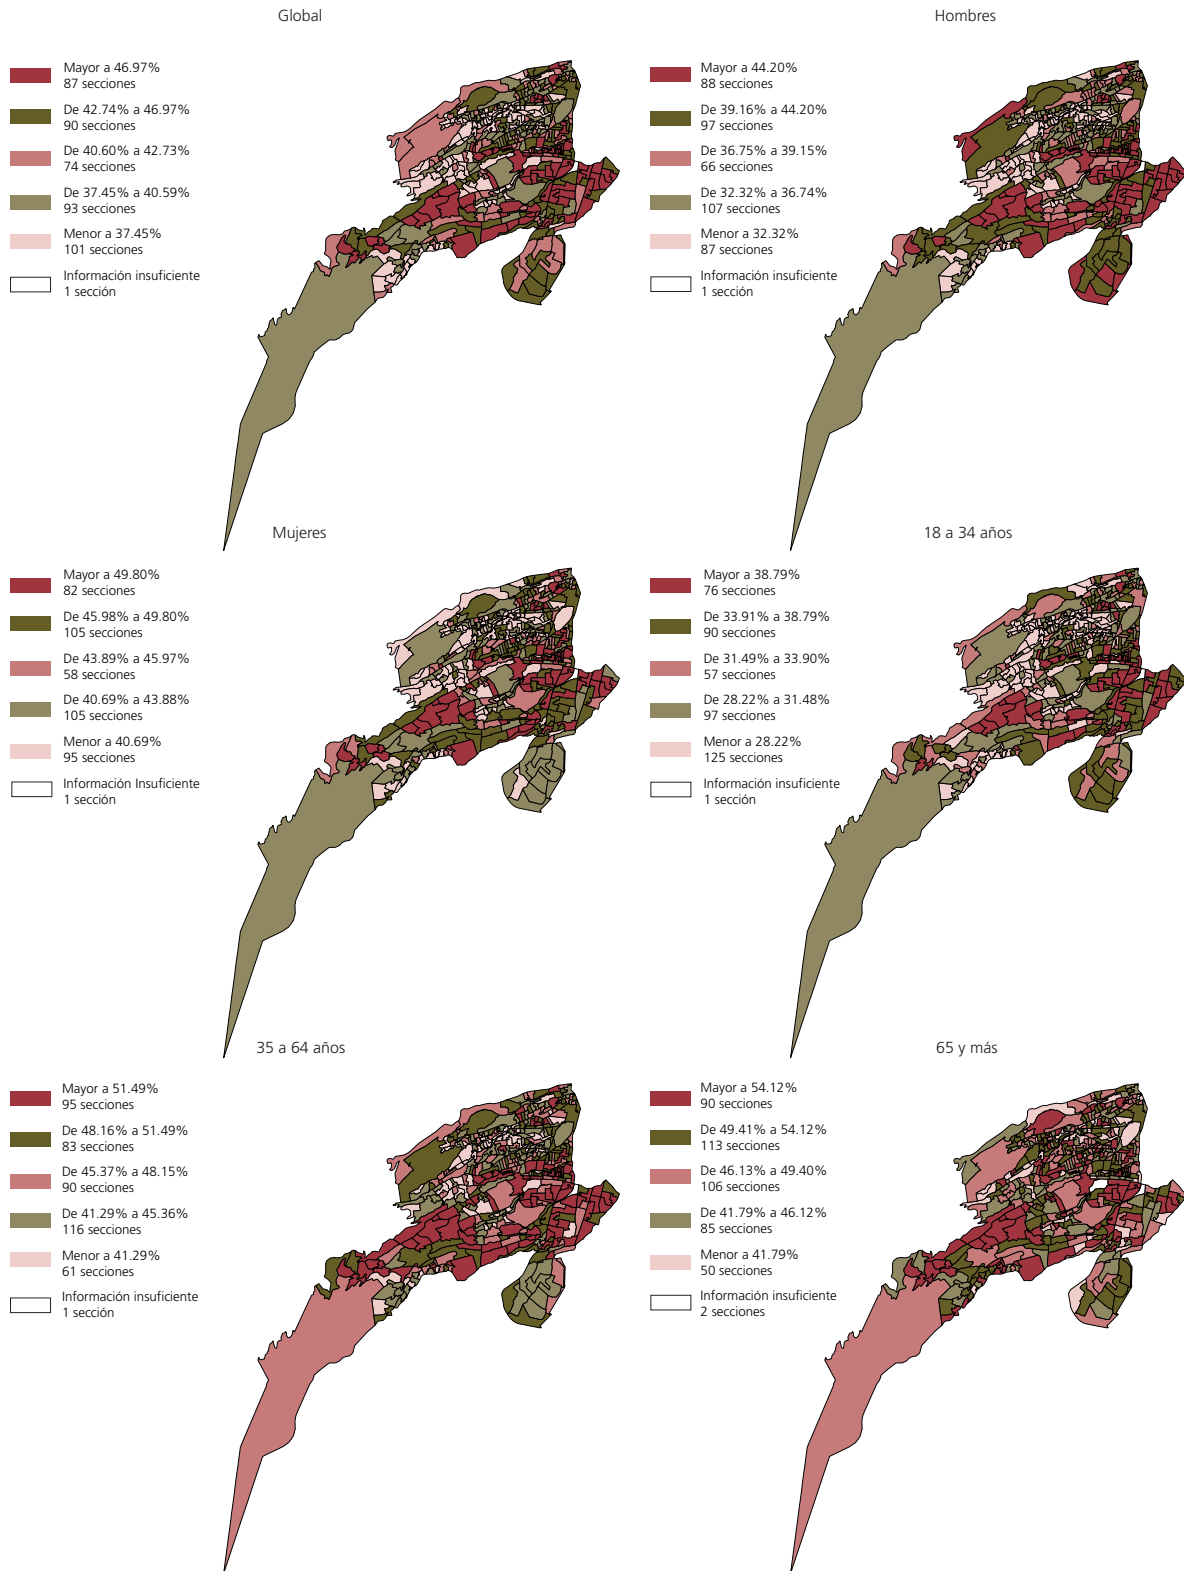 Global
Mayor a 46.97%
87 secciones
De 42.74% a 46.97%
90 secciones
De 40.60% a 42.73%
74 secciones
De 37.45% a 40.59%
93 secciones
Menor a 37.45%
101 secciones
Información insuficiente
1 sección
Hombres
Mayor a 44.20%
88 secciones
De 39.16% a 44.20%
97 secciones
De 36.75% a 39.15%
66 secciones
De 32.32% a 36.74%
107 secciones
Menor a 32.32%
87 secciones
Información insuficiente
1 sección
Mujeres
Mayor a 49.80%
82 secciones
De 45.98% a 49.80%
105 secciones
De 43.89% a 45.97%
58 secciones
De 40.69% a 43.88%
105 secciones
Menor a 40.69%
95 secciones
Información Insuficiente
1 sección
18 a 34 años
Mayor a 38.79%
76 secciones
De 33.91% a 38.79%
90 secciones
De 31.49% a 33.90%
57 secciones
De 28.22% a 31.48%
97 secciones
Menor a 28.22%
125 secciones
Información insuficiente
1 sección
35 a 64 años
Mayor a 51.49%
95 secciones
De 48.16% a 51.49%
83 secciones
De 45.37% a 48.15%
90 secciones
De 41.29% a 45.36%
116 secciones
Menor a 41.29%
61 secciones
Información insuficiente
1 sección
65 y más
Mayor a 54.12%
90 secciones
De 49.41% a 54.12%
113 secciones
De 46.13% a 49.40%
106 secciones
De 41.79% a 46.12%
85 secciones
Menor a 41.79%
50 secciones
Información insuficiente
2 secciones